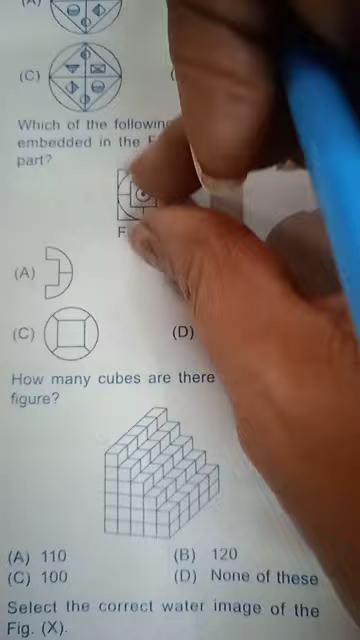 (A)
(C)
Which of the following
embedded in the F
part?
F
(A)
(C)
(D)
How many cubes are there
figure?
(A) 110
(B) 120
(C) 100
(D) None of these
Select the correct water image of the
Fig. (X).